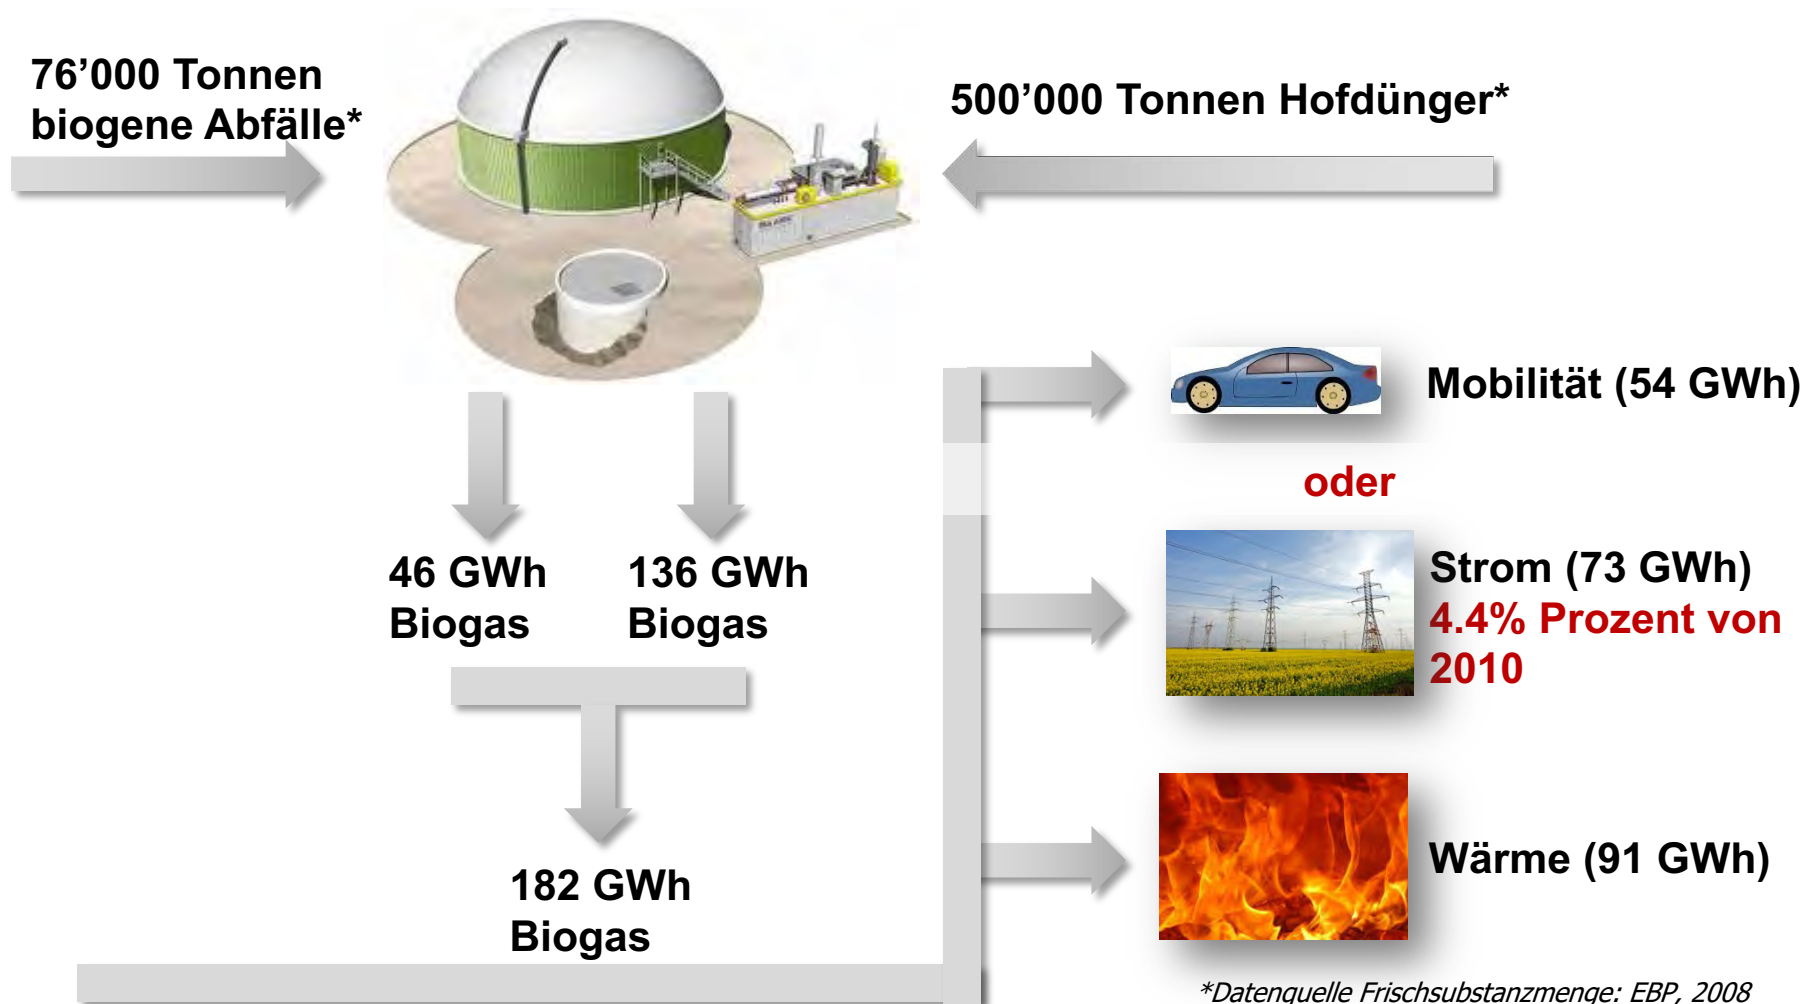 76’000 Tonnen
biogene Abfälle*
500’000 Tonnen Hofdünger*
Mobilität (54 GWh)
oder
46 GWh
Biogas
136 GWh
Biogas
Strom (73 GWh)
4.4% Prozent von
2010
182 GWh
Biogas
Wärme (91 GWh)
*Datenquelle Frischsubstanzmenge: EBP, 2008